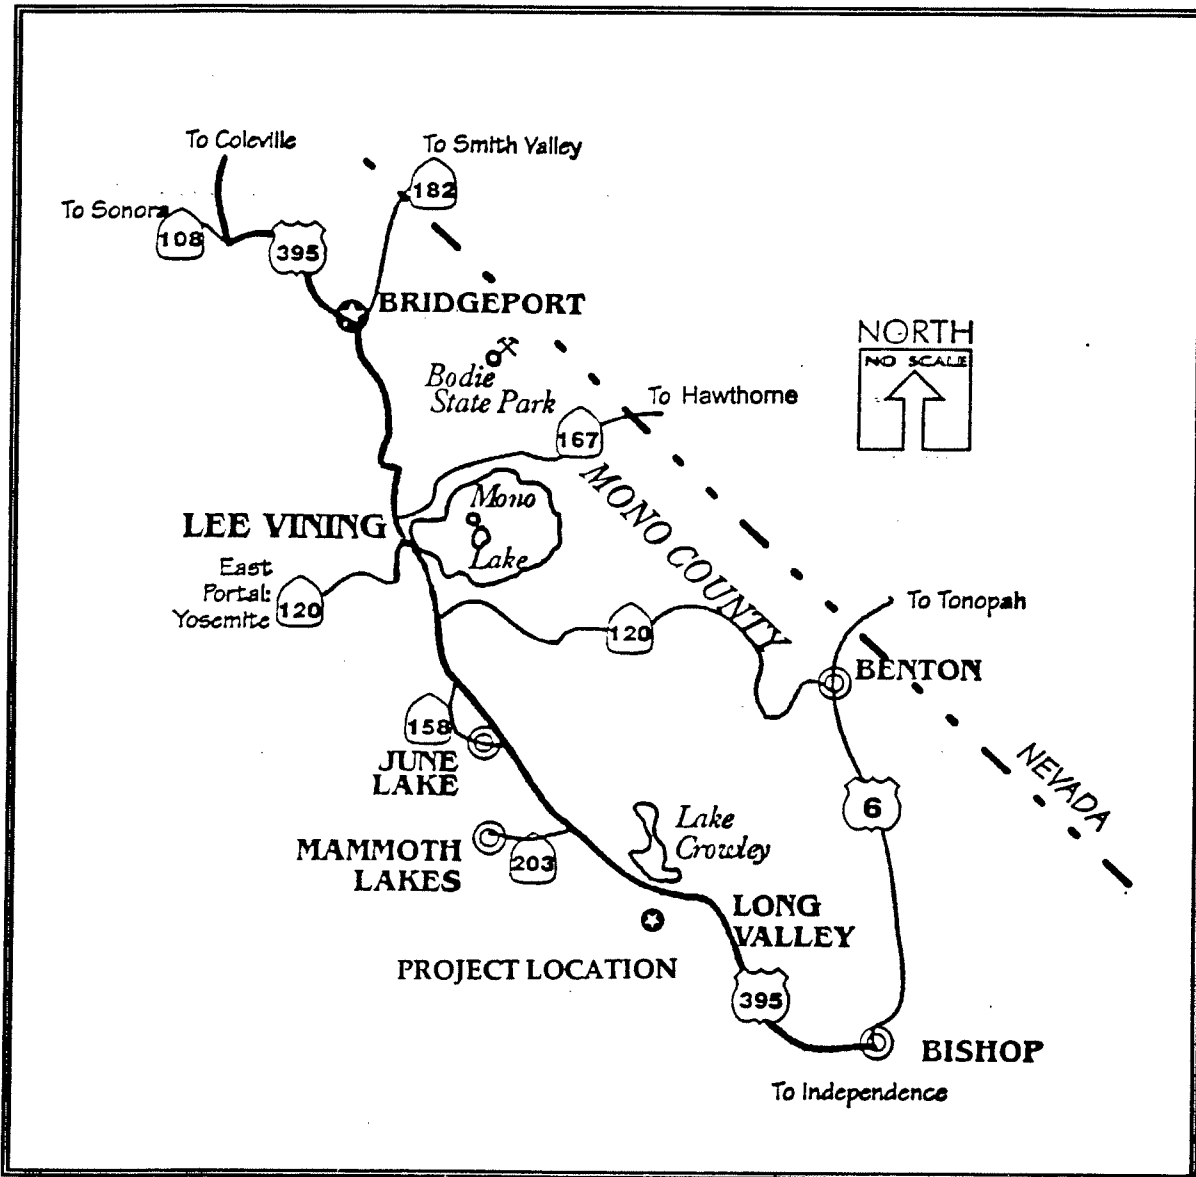 To Coleville
To Smith Valley
182
To Sonora
108
395
BRIDGEPORT
NORTH
NO SCALE
Bodie
State Park
To Hawthorne
167
MONO COUNTY
Mono
Lake
LEE VINING
East
Portal:
Yosemite
120
120
To Tonopah
BENTON
158
JUNE
LAKE
NEVADA
6
Lake
Crowley
MAMMOTH
LAKES
203
LONG
VALLEY
PROJECT LOCATION
395
BISHOP
To Independence